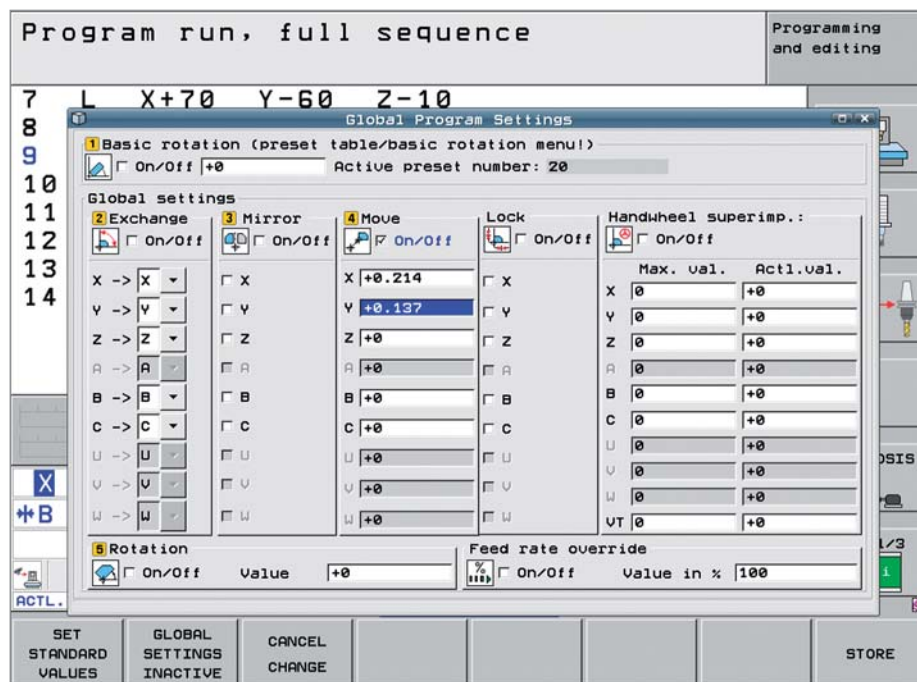 Program run, full sequence
Programming
and editing
7 L X+70 Y-60 Z-10
8
9
10
11
12
13
14
Global Program Settings
1 Basic rotation (preset table/basic rotation menu!)
On/Off +0 Active preset number: 20
Global settings
2 Exchange 3 Mirror 4 Move Lock Handwheel superimp.:
On/Off On/Off On/Off On/Off On/Off
Max. val. Actl.val.
X -> X X X +0.214 X X 0 +0
Y -> Y Y Y +0.137 Y Y 0 +0
Z -> Z Z Z +0 Z Z 0 +0
A -> A A A +0 A A 0 +0
B -> B B B +0 B B 0 +0
C -> C C C +0 C C 0 +0
U -> U U U +0 U U 0 +0
V -> V V V +0 V V 0 +0
W -> W W W +0 W W 0 +0
VT 0 +0
5 Rotation Feed rate override
On/Off Value +0 % On/Off Value in % 100
X
B
ACTL.
OSIS
1/3
i
SET
STANDARD
VALUES
GLOBAL
SETTINGS
INACTIVE
CANCEL
CHANGE
STORE